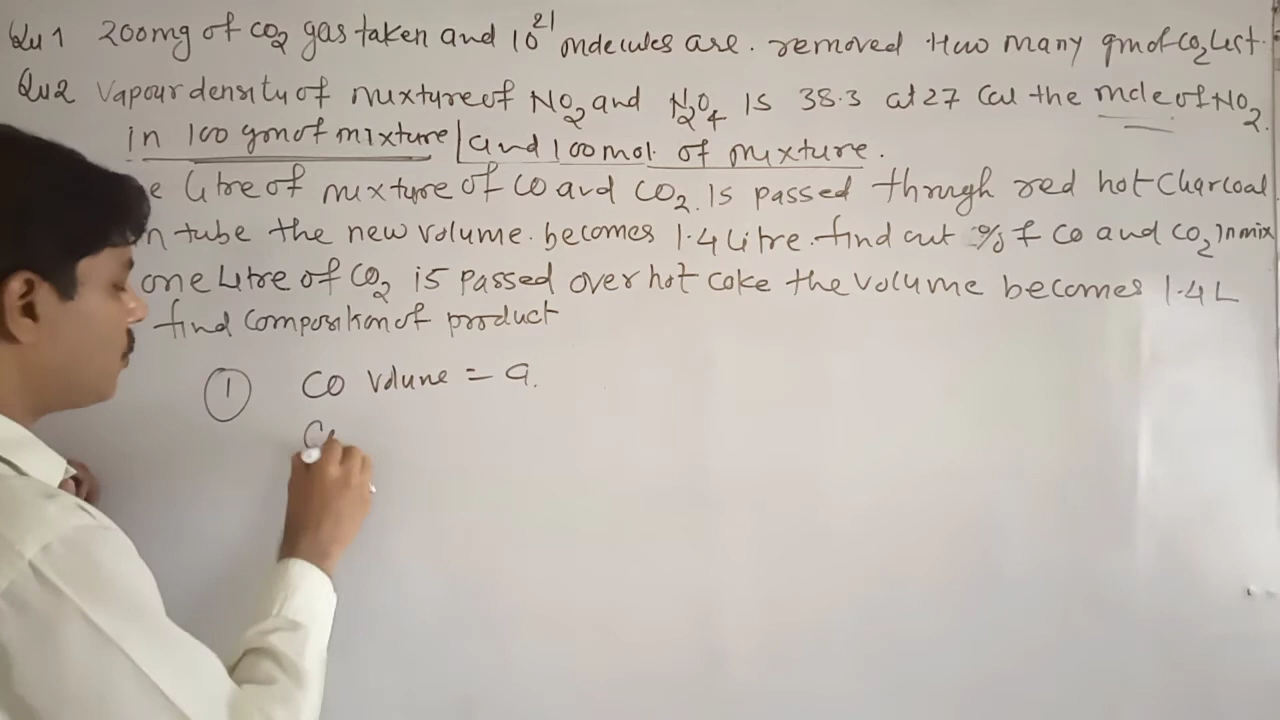 Qu 1 200mg of CO2 gas taken and 10^21 molecules are. removed How many gm of CO2 Left.
Qu2 Vapour density of mixture of NO2 and N2O4 is 38.3 at 27 Cal the mole of NO2
in 100 gm of mixture / and 100 mol. of mixture.
e Litre of mixture of CO and CO2 is passed through red hot Charcoal
n tube the new volume. becomes 1.4 Litre. find out % of CO and CO2 in mix
one Litre of CO2 is passed over hot coke the volume becomes 1.4 L
find composition of product
① CO volume = a.
C